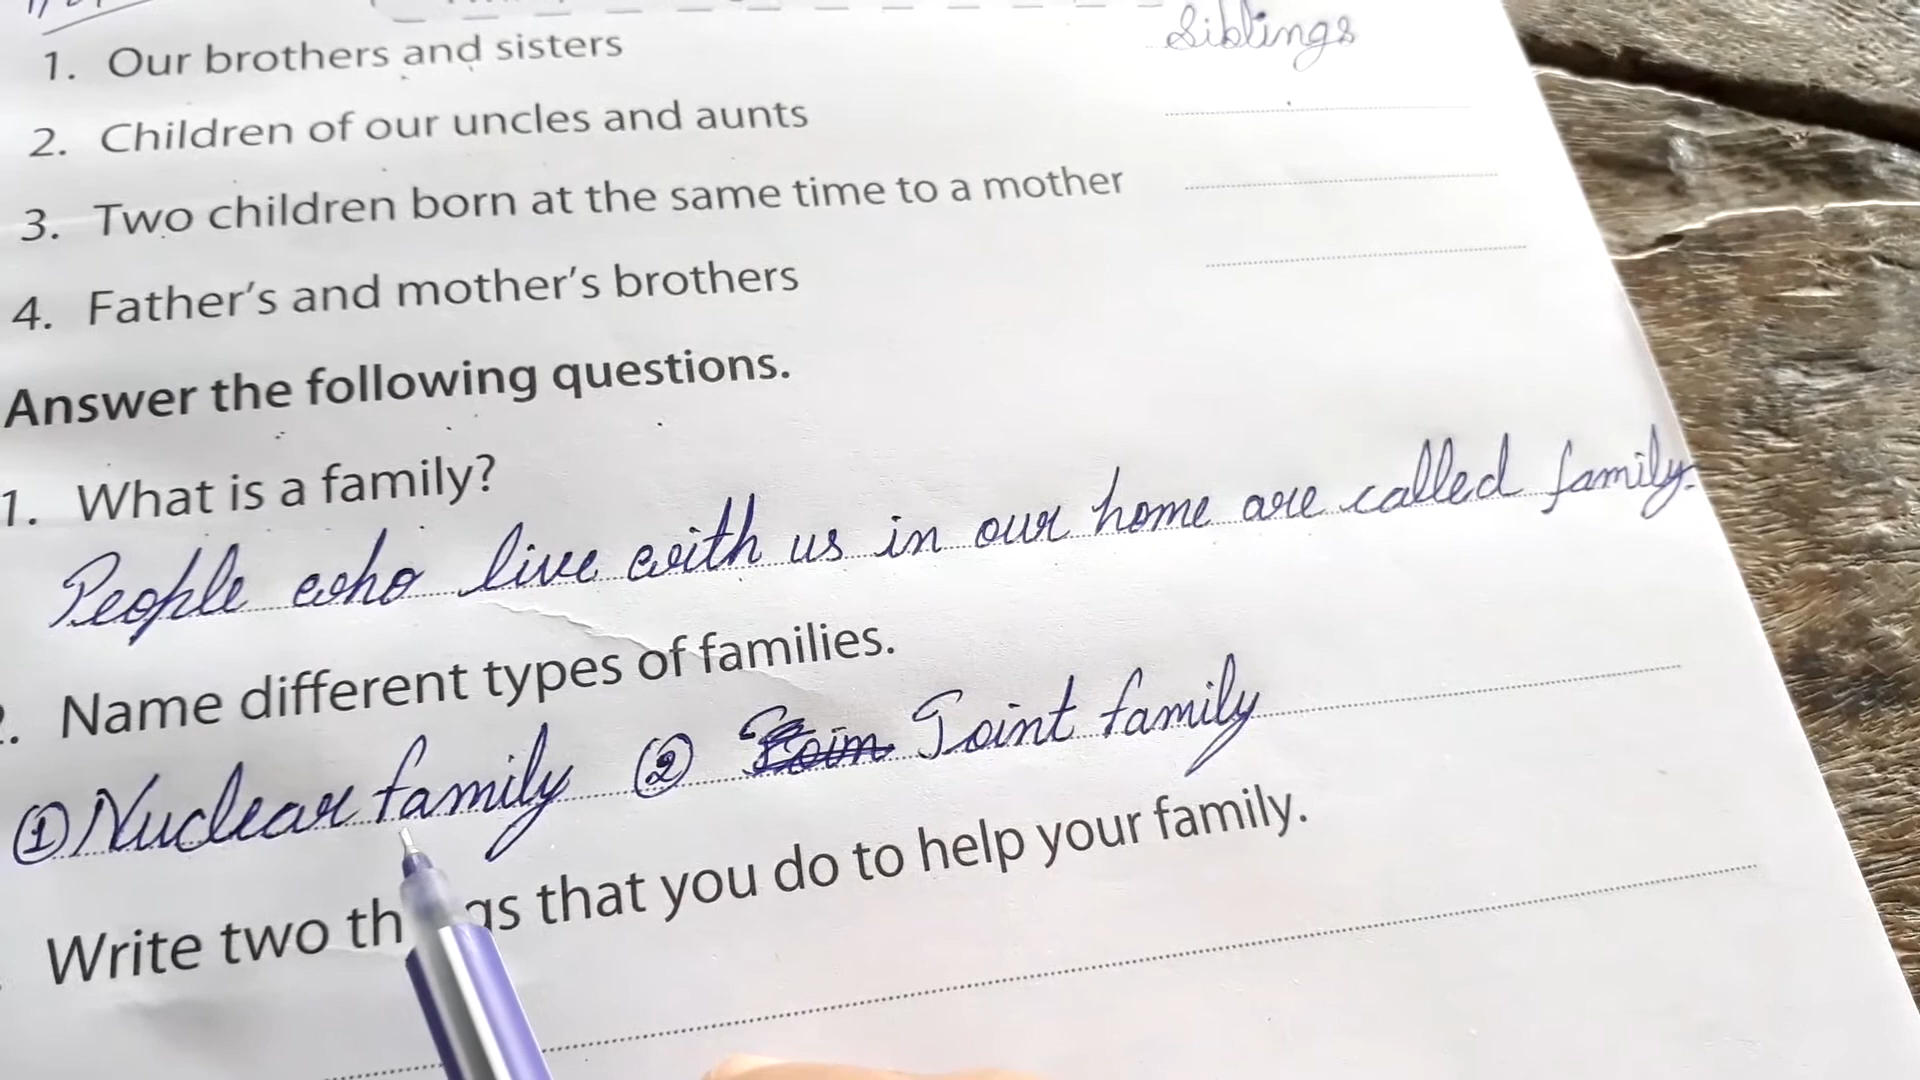 1. Our brothers and sisters Siblings
2. Children of our uncles and aunts
3. Two children born at the same time to a mother
4. Father's and mother's brothers
Answer the following questions.
1. What is a family?
People who live with us in our home are called family.
. Name different types of families.
① Nuclear family ② Joint family
Write two that you do to help your family.